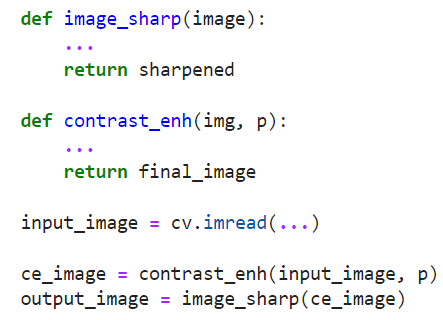 def image_sharp(image):
    ...
    return sharpened
def contrast_enh(img, p):
    ...
    return final_image
input_image = cv.imread(...)
ce_image = contrast_enh(input_image, p)
output_image = image_sharp(ce_image)